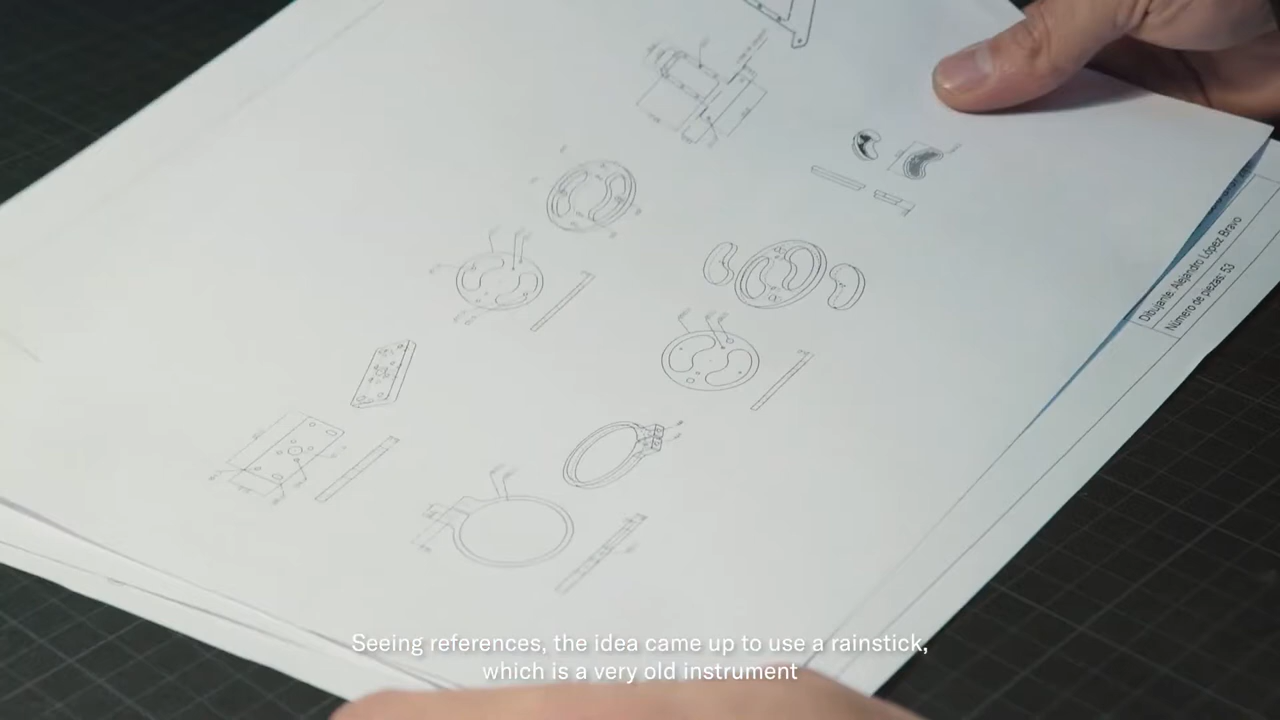 Dibujante: Alejandro López Bravo
Número de piezas: 53
Seeing references, the idea came up to use a rainstick,
which is a very old instrument